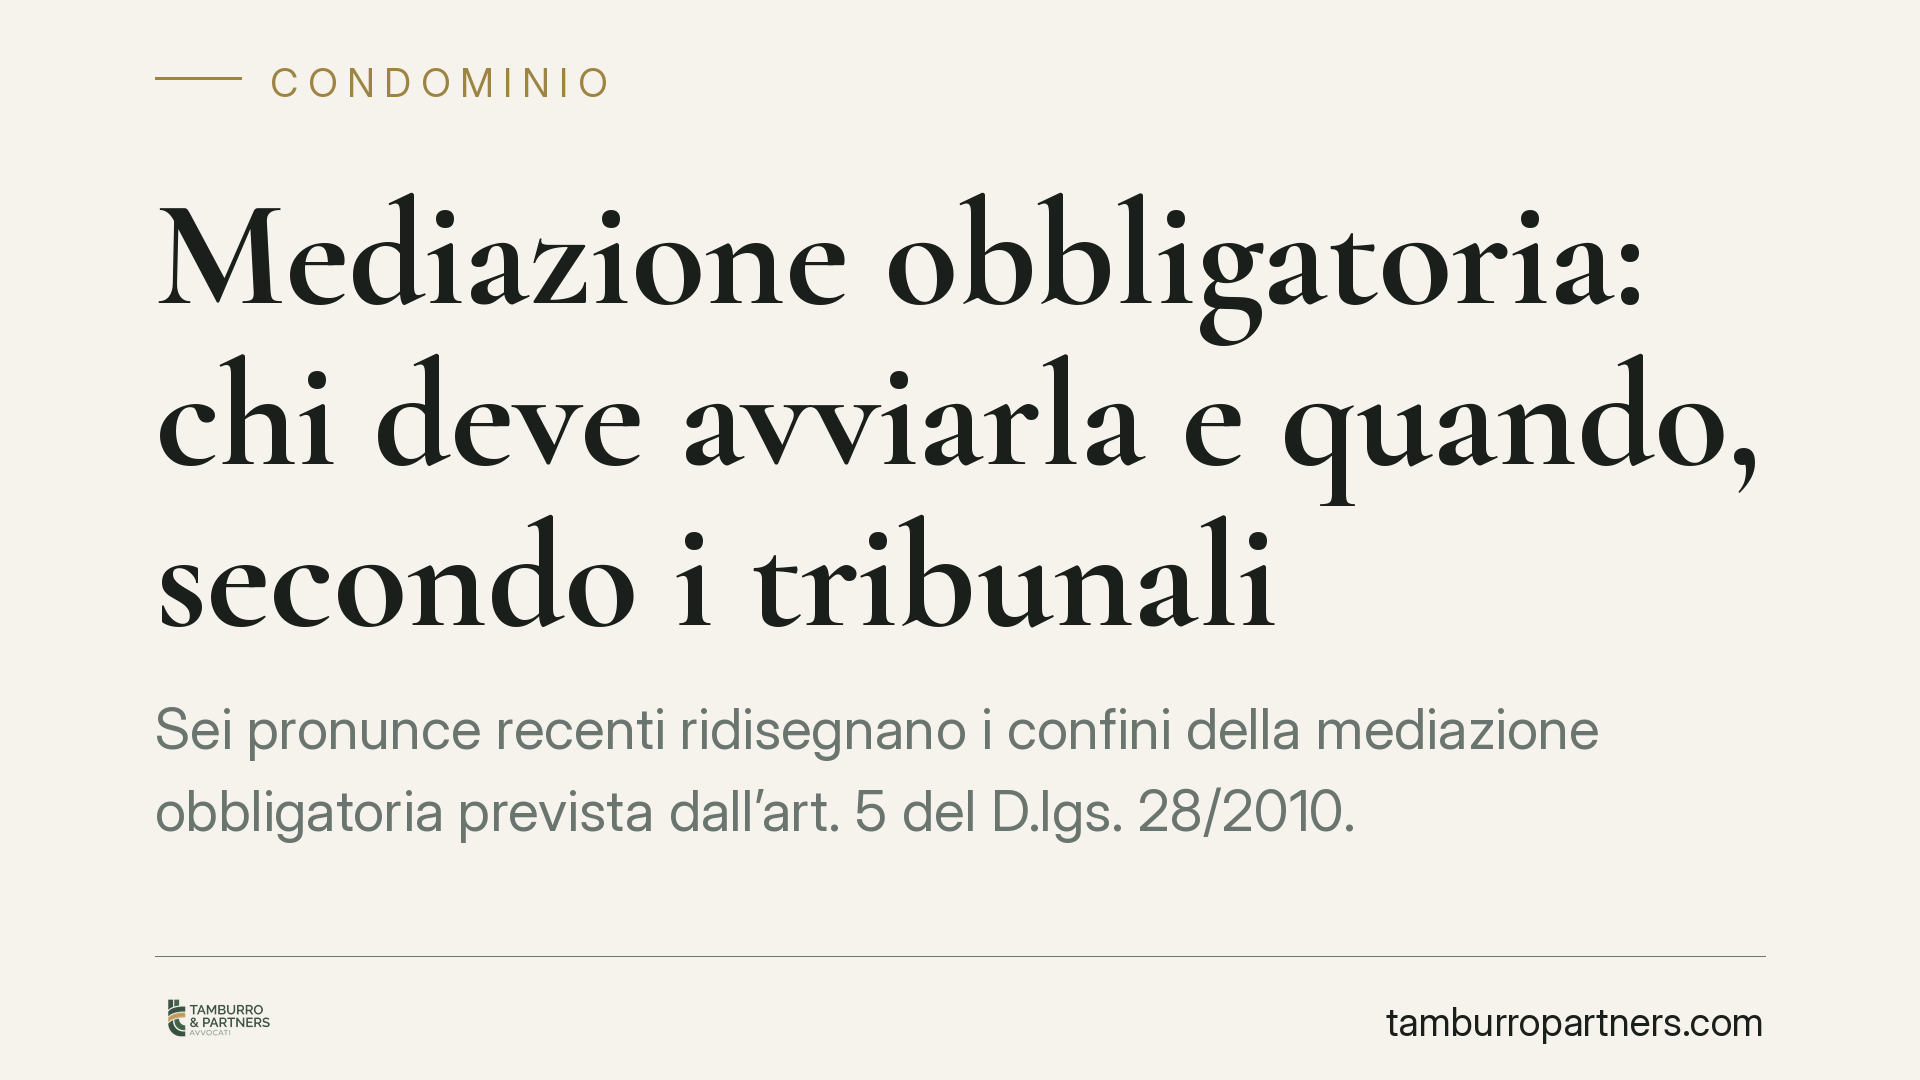 CONDOMINIO
Mediazione obbligatoria:
chi deve avviarla e quando,
secondo i tribunali
Sei pronunce recenti ridisegnano i confini della mediazione
obbligatoria prevista dall’art. 5 del D.lgs. 28/2010.
TAMBURRO
& PARTNERS
AVVOCATI
tamburropartners.com